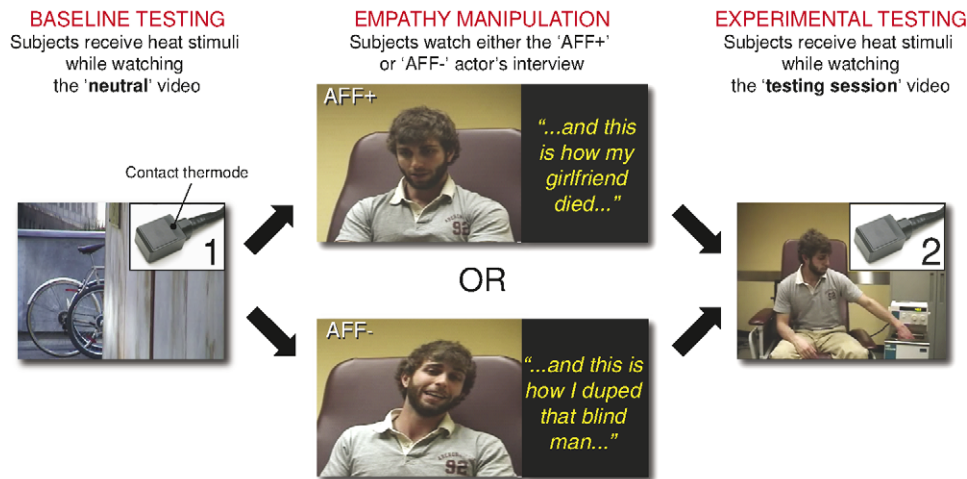 BASELINE TESTING
Subjects receive heat stimuli
while watching
the 'neutral' video
Contact thermode
1
EMPATHY MANIPULATION
Subjects watch either the 'AFF+'
or 'AFF-' actor's interview
AFF+
92
"...and this
is how my
girlfriend
died..."
OR
AFF-
92
"...and this is
how I duped
that blind
man..."
EXPERIMENTAL TESTING
Subjects receive heat stimuli
while watching
the 'testing session' video
2